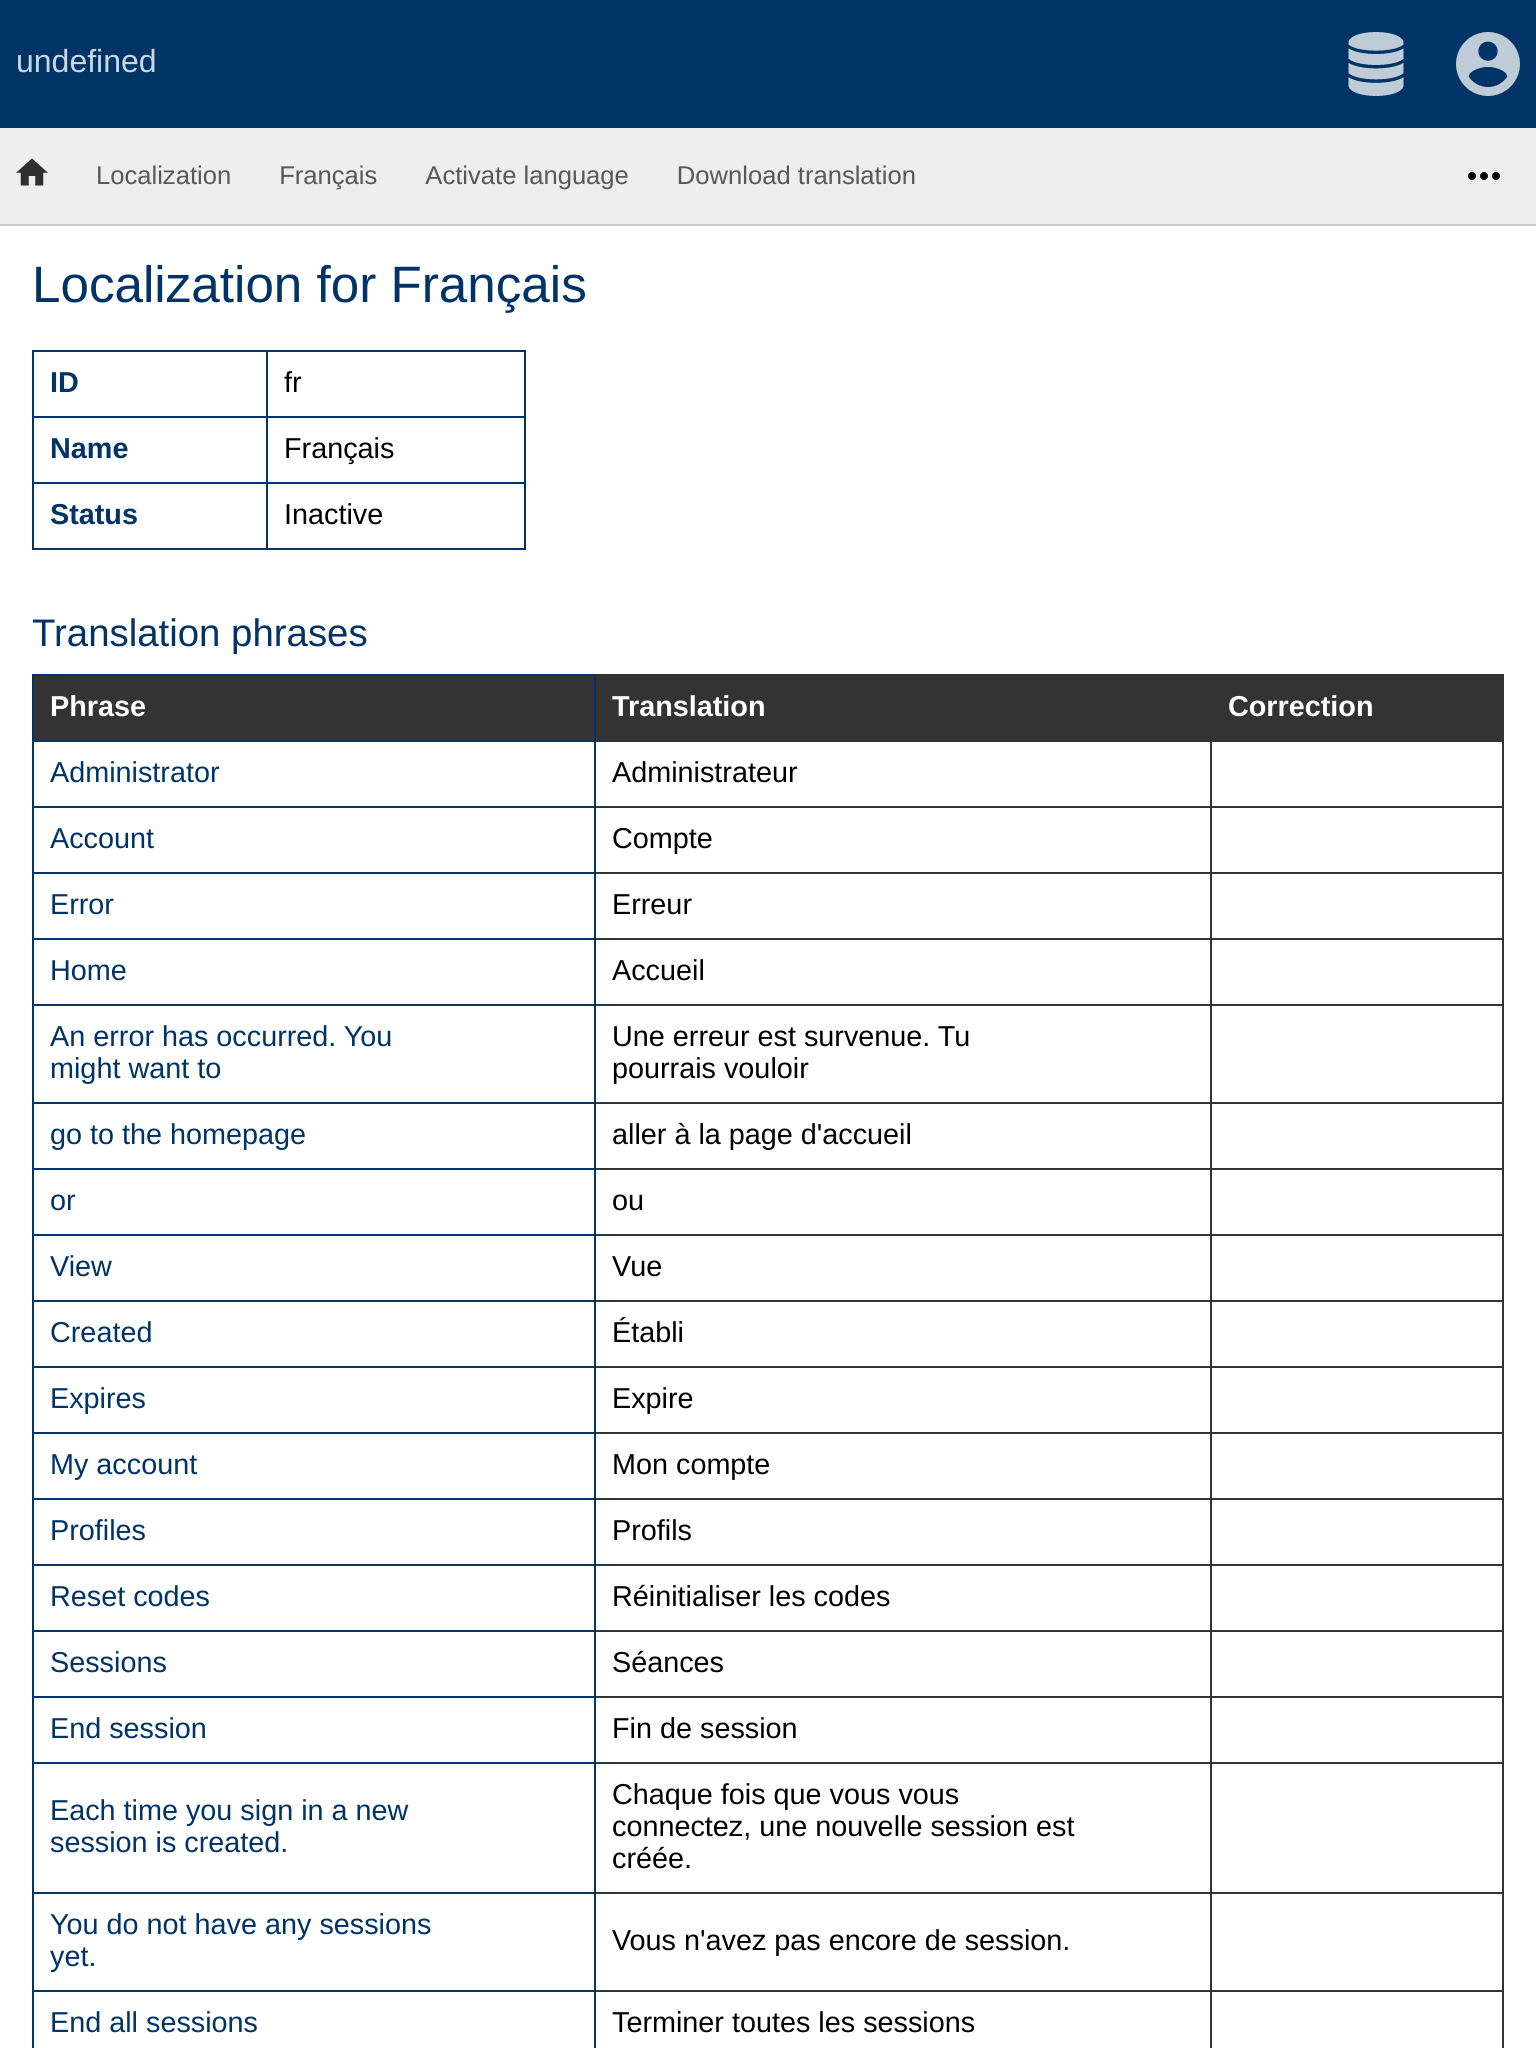 undefined
Localization Français Activate language Download translation
Localization for Français
ID fr
Name Français
Status Inactive
Translation phrases
Phrase Translation Correction
Administrator Administrateur
Account Compte
Error Erreur
Home Accueil
An error has occurred. You
might want to
Une erreur est survenue. Tu
pourrais vouloir
go to the homepage aller à la page d'accueil
or ou
View Vue
Created Établi
Expires Expire
My account Mon compte
Profiles Profils
Reset codes Réinitialiser les codes
Sessions Séances
End session Fin de session
Each time you sign in a new
session is created.
Chaque fois que vous vous
connectez, une nouvelle session est
créée.
You do not have any sessions
yet.
Vous n'avez pas encore de session.
End all sessions Terminer toutes les sessions